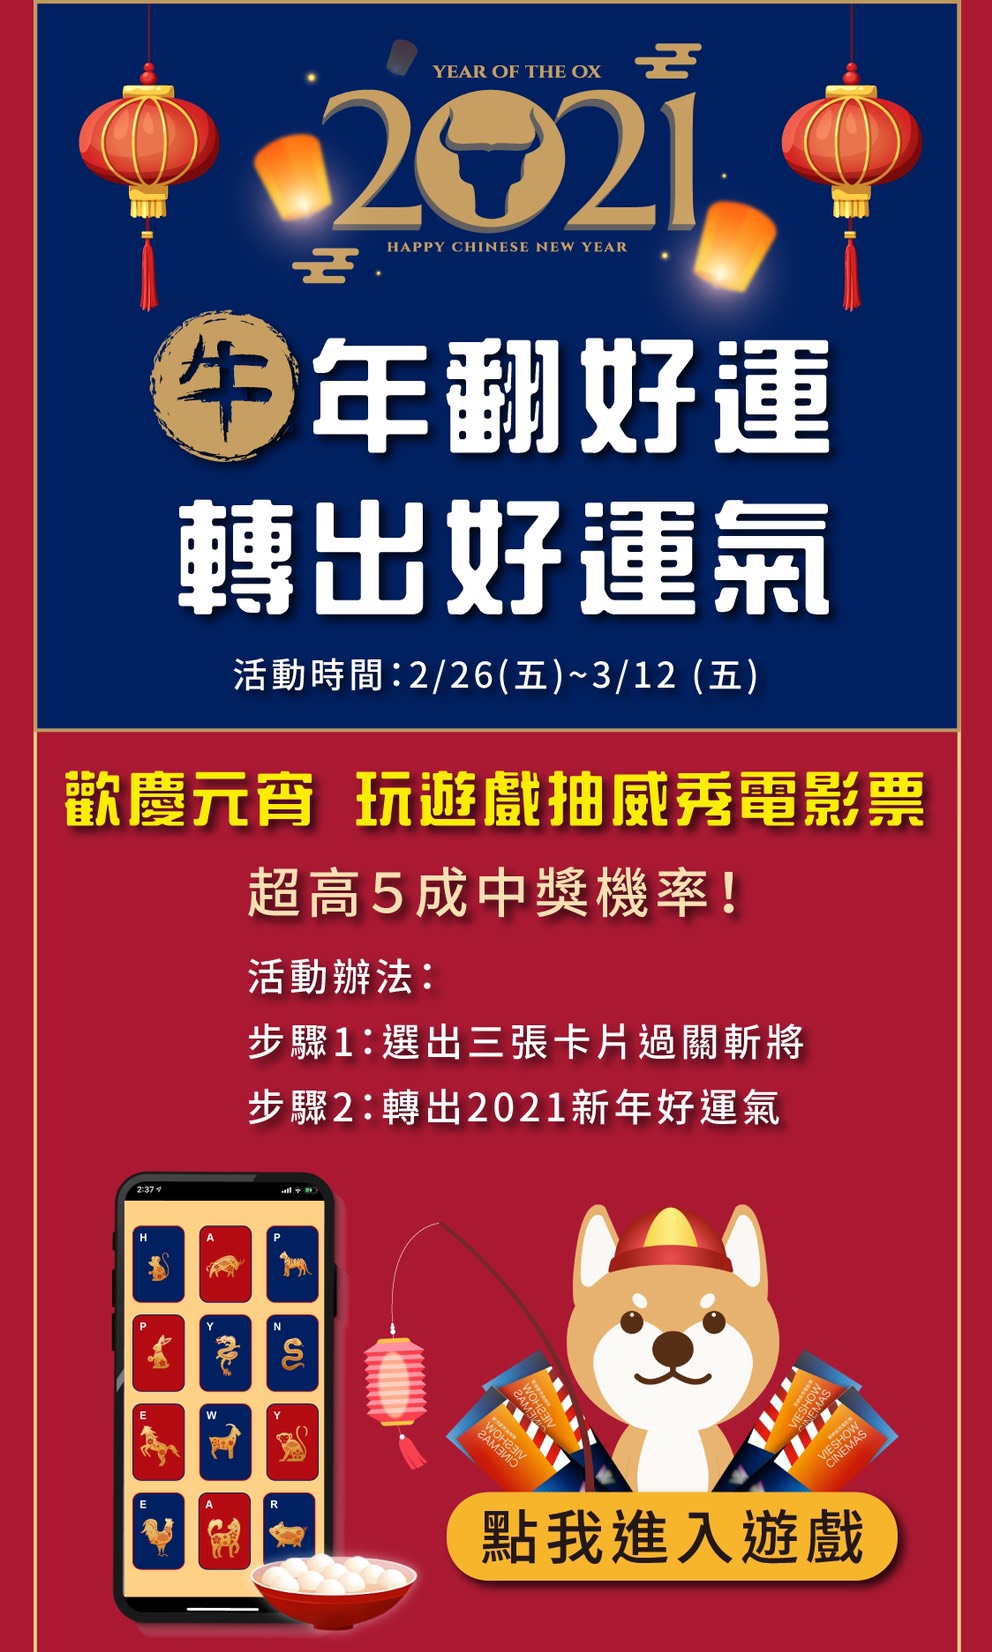 YEAR OF THE OX
2021
HAPPY CHINESE NEW YEAR
牛年翻好運
轉出好運氣
活動時間：2/26(五)~3/12 (五)
歡慶元宵 玩遊戲抽威秀電影票
超高5成中獎機率！
活動辦法：
步驟1：選出三張卡片過關斬將
步驟2：轉出2021新年好運氣
2:37
H A P
P Y N
E W Y
E A R
VIESHOW
CINEMAS
VIESHOW
CINEMAS
VIESHOW
CINEMAS
VIESHOW
CINEMAS
點我進入遊戲